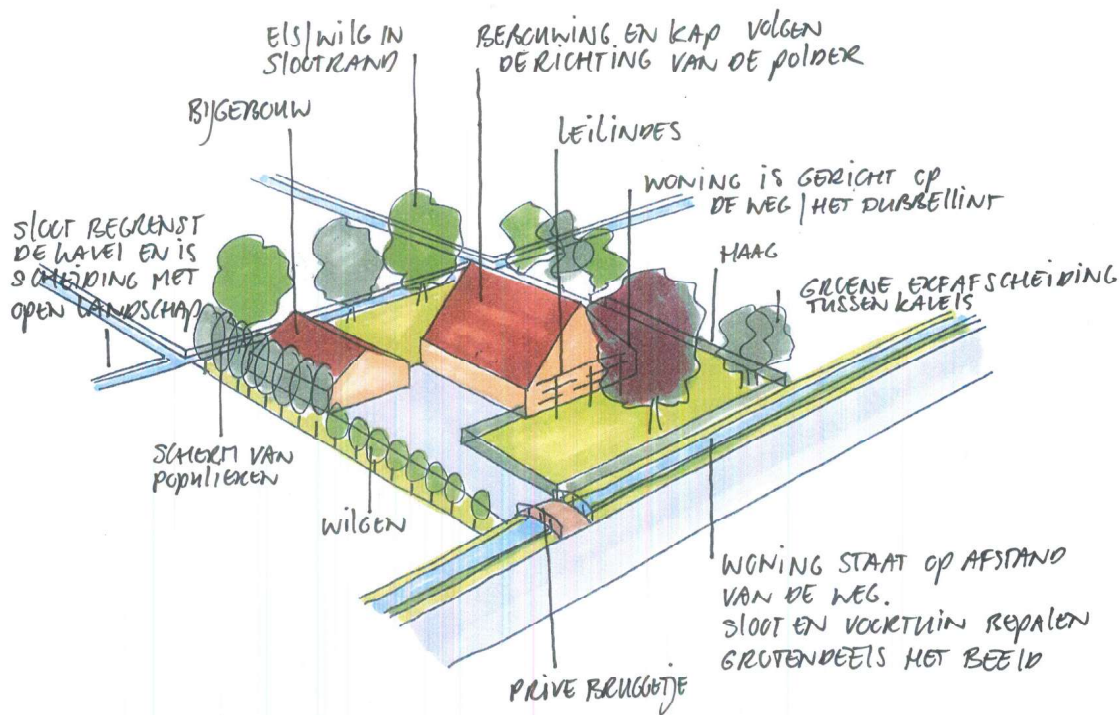 ELS/WILG IN
SLOOTRAND
BEBOUWING EN KAP VOLGEN
DE RICHTING VAN DE POLDER
BIJGEBOUW
LEILINDES
WONING IS GERICHT OP
DE WEG / HET DUBBELLINT
SLOOT BEGRENST
DE KAVEL EN IS
SCHEIDING MET
OPEN LANDSCHAP
HAAG
GROENE ERFAFSCHEIDING
TUSSEN KAVELS
SCHERM VAN
POPULIEREN
WILGEN
WONING STAAT OP AFSTAND
VAN DE WEG.
SLOOT EN VOORTUIN BEPALEN
GROTENDEELS HET BEELD
PRIVE BRUGGETJE